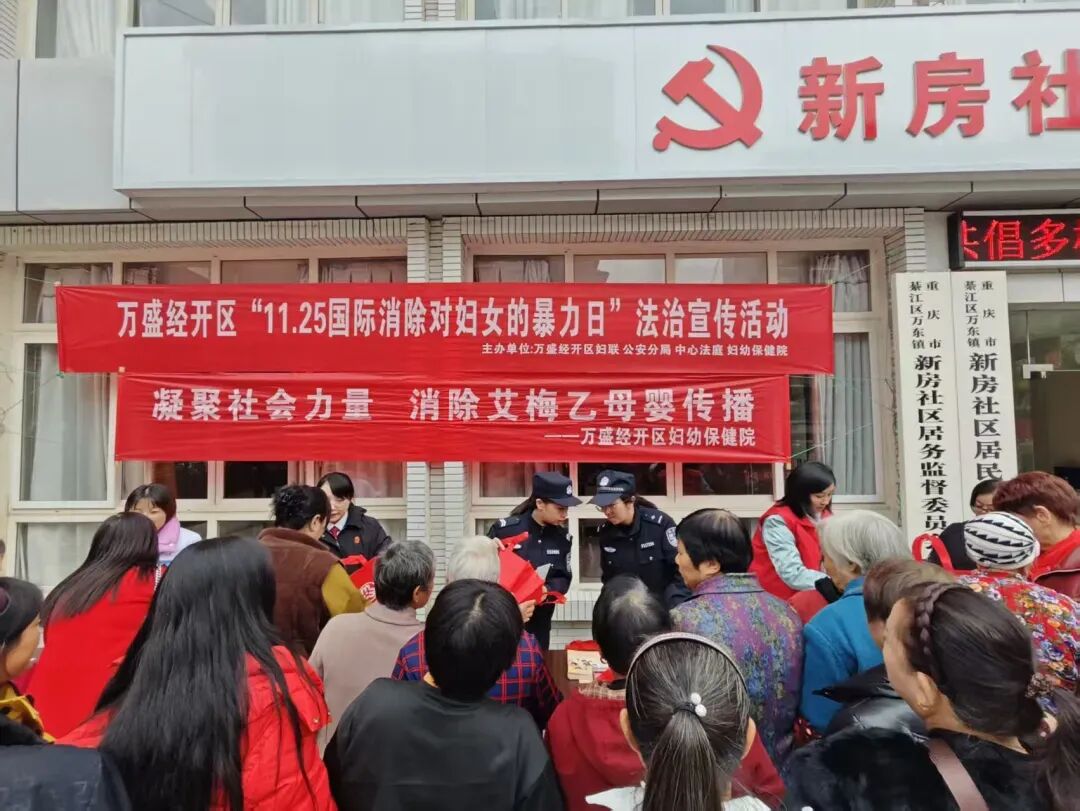 新房社
共倡多
万盛经开区“11.25国际消除对妇女的暴力日”法治宣传活动
主办单位:万盛经开区妇联 公安分局 中心法庭 妇幼保健院
凝聚社会力量 消除艾梅乙母婴传播
——万盛经开区妇幼保健院
重庆市
綦江区万东镇
新房社区居务监督委员
重庆市
綦江区万东镇
新房社区居民